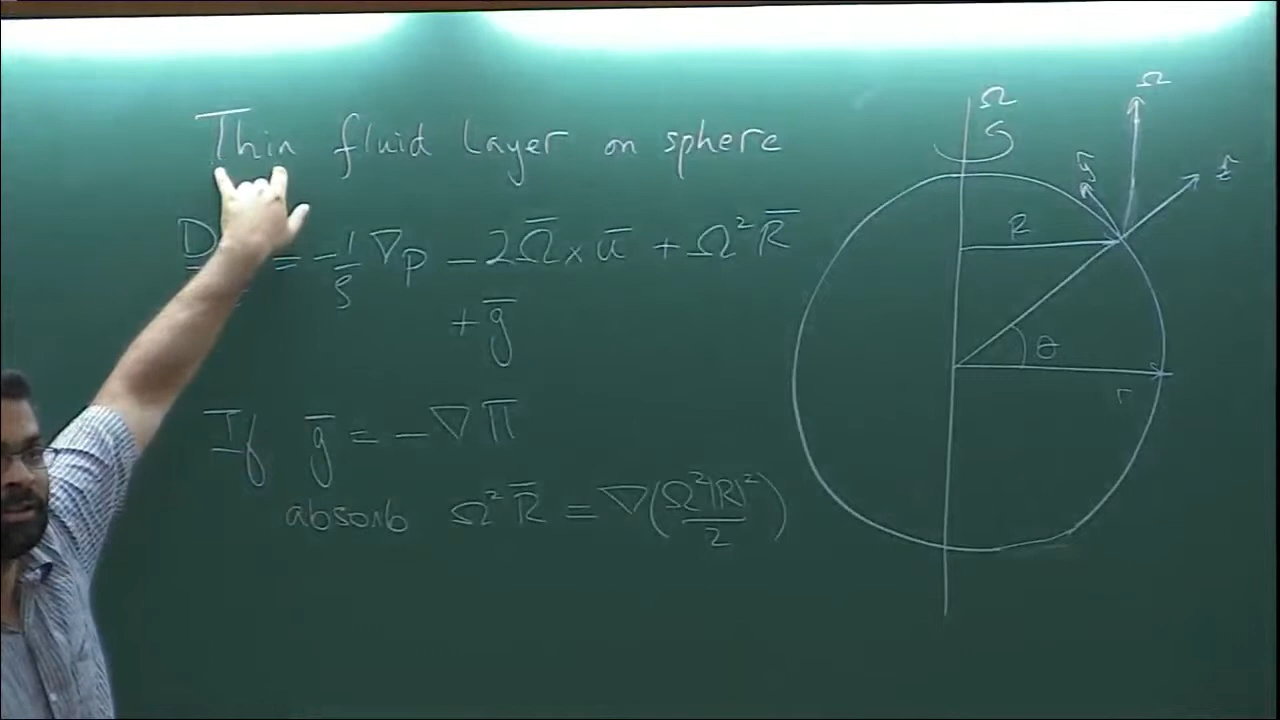 Thin fluid layer on sphere
D = -1/ρ ∇p - 2Ω̄ × ū + Ω² R̄
+ ḡ
If ḡ = - ∇Π
absorb Ω² R̄ = ∇(Ω²|R|²/2)
Ω
Ω
ŷ
ẑ
R
θ
r